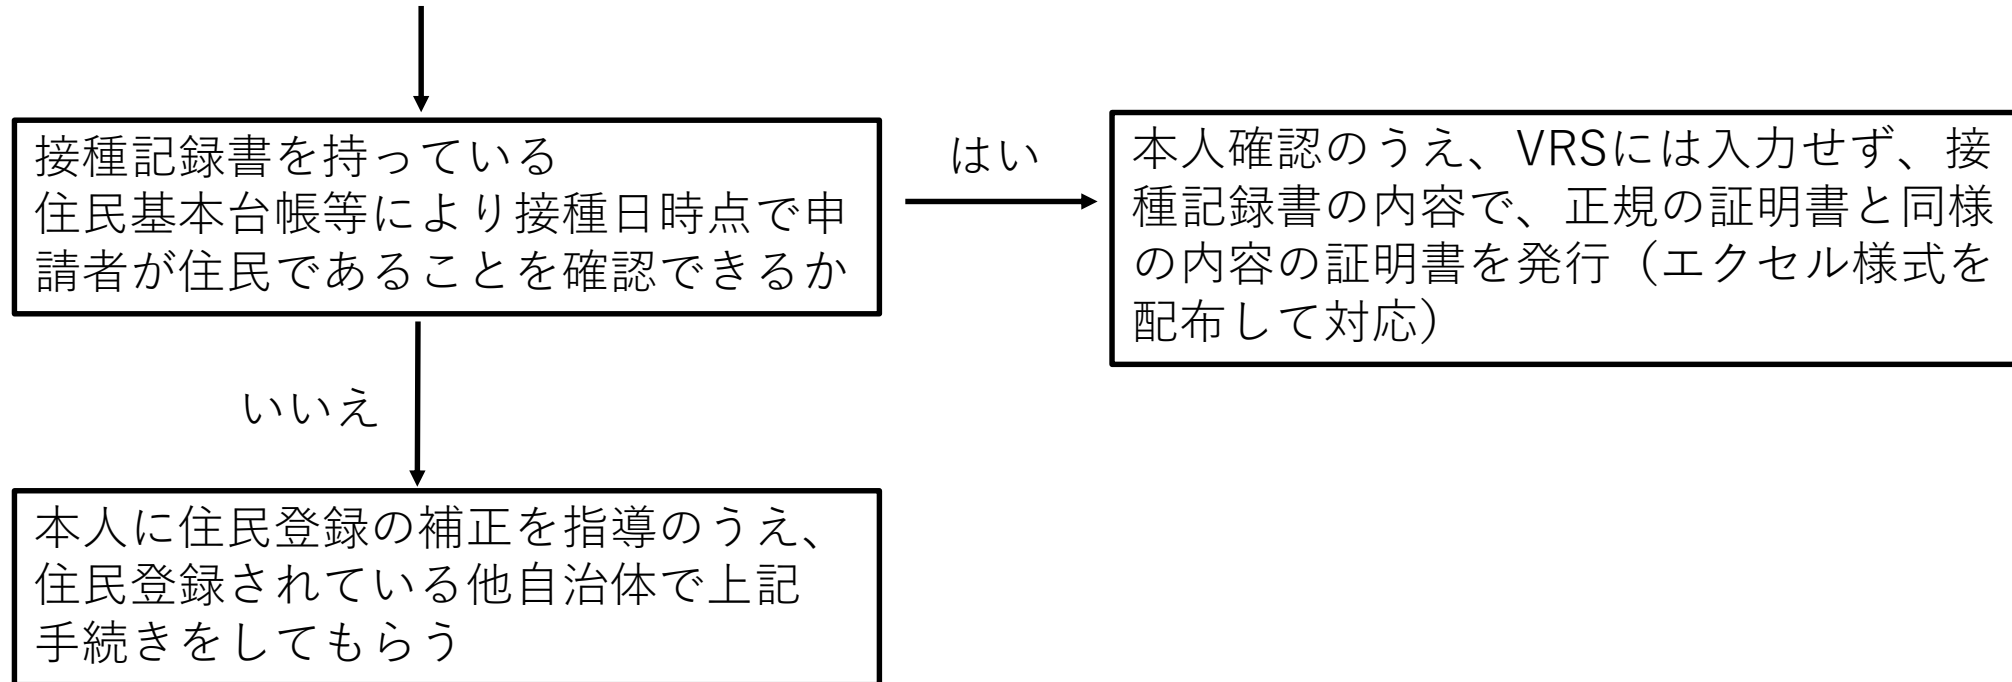 接種記録書を持っている
住民基本台帳等により接種日時点で申
請者が住民であることを確認できるか
はい
本人確認のうえ、VRSには入力せず、接
種記録書の内容で、正規の証明書と同様
の内容の証明書を発行（エクセル様式を
配布して対応）
いいえ
本人に住民登録の補正を指導のうえ、
住民登録されている他自治体で上記
手続きをしてもらう